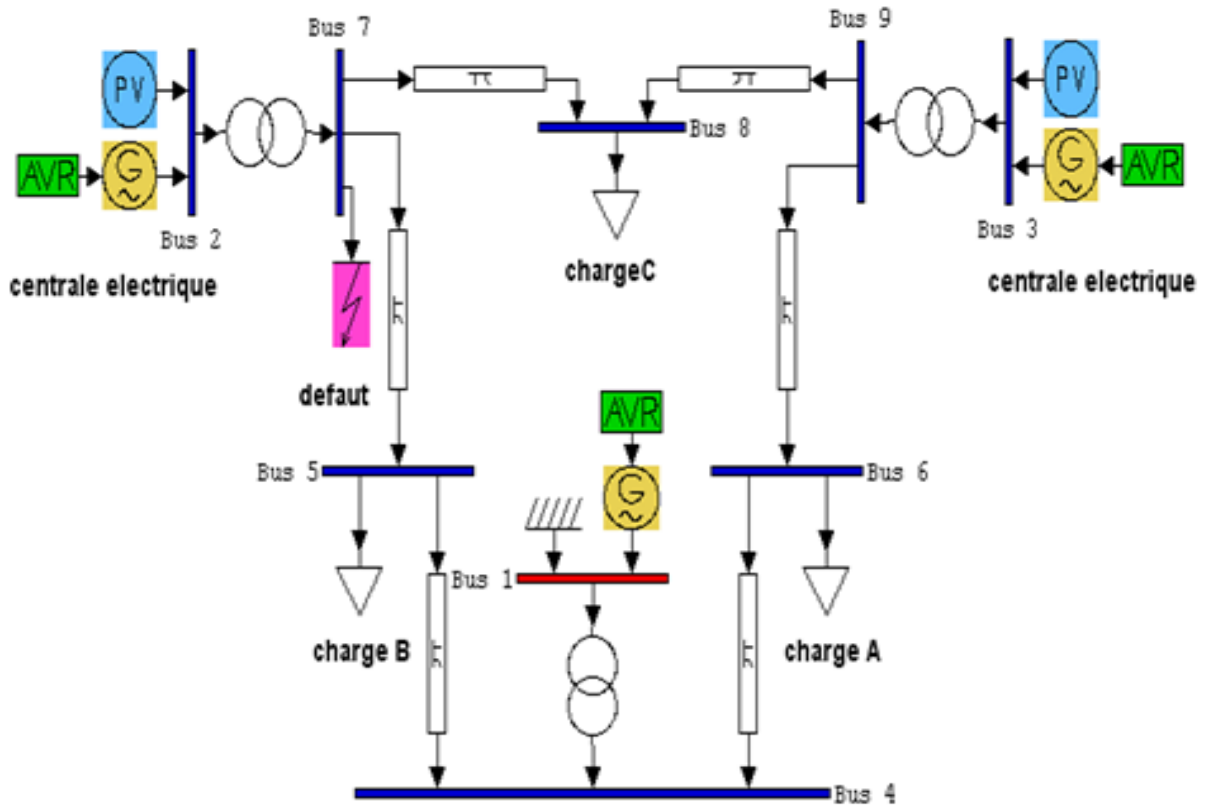 Bus 7
Bus 9
PV
PV
π
π
Bus 8
AVR
G
G
AVR
Bus 2
Bus 3
centrale electrique
chargeC
centrale electrique
π
π
defaut
AVR
Bus 5
G
Bus 6
Bus 1
charge B
π
π
charge A
Bus 4